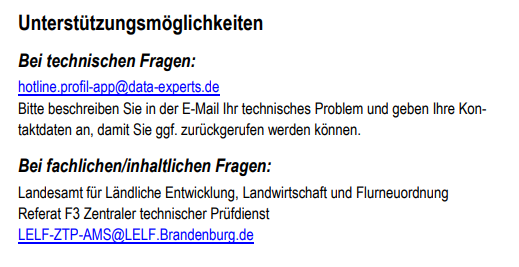 Unterstützungsmöglichkeiten
Bei technischen Fragen:
hotline.profil-app@data-experts.de
Bitte beschreiben Sie in der E-Mail Ihr technisches Problem und geben Ihre Kon-
taktdaten an, damit Sie ggf. zurückgerufen werden können.
Bei fachlichen/inhaltlichen Fragen:
Landesamt für Ländliche Entwicklung, Landwirtschaft und Flurneuordnung
Referat F3 Zentraler technischer Prüfdienst
LELF-ZTP-AMS@LELF.Brandenburg.de